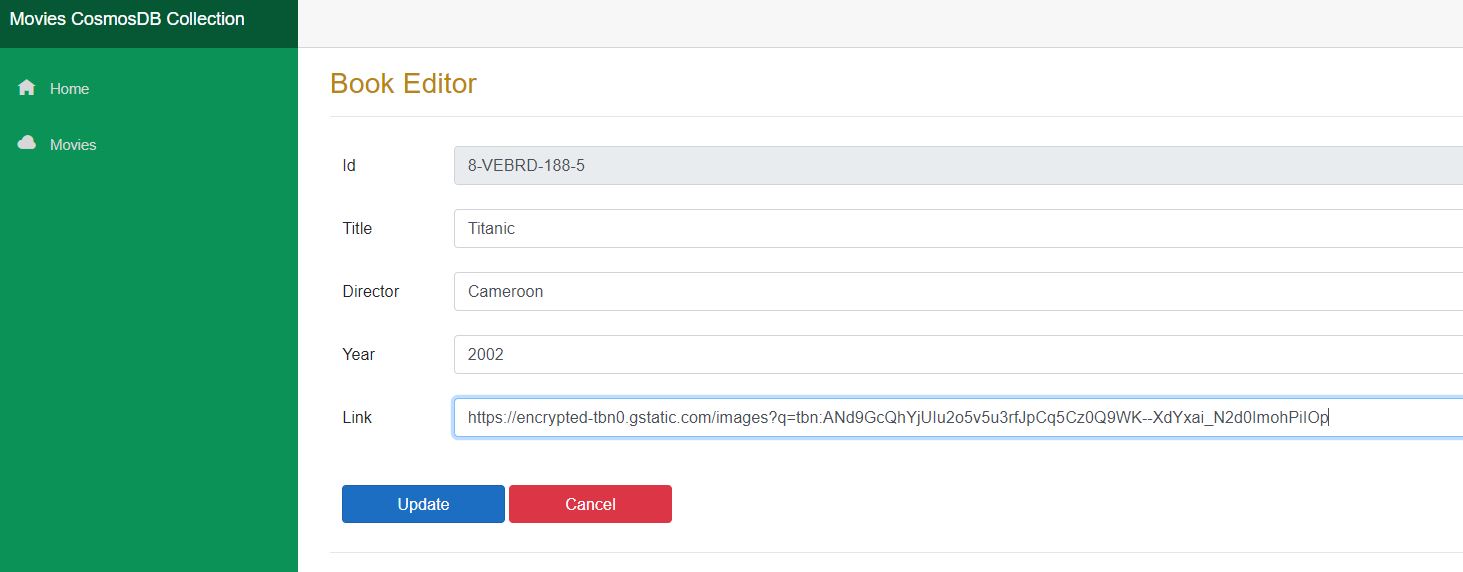 Movies CosmosDB Collection
Home
Movies
Book Editor
Id 8-VEBRD-188-5
Title Titanic
Director Cameroon
Year 2002
Link https://encrypted-tbn0.gstatic.com/images?q=tbn:ANd9GcQhYjUlu2o5v5u3rfJpCq5Cz0Q9WK--XdYxai_N2d0ImohPiIOp
Update Cancel